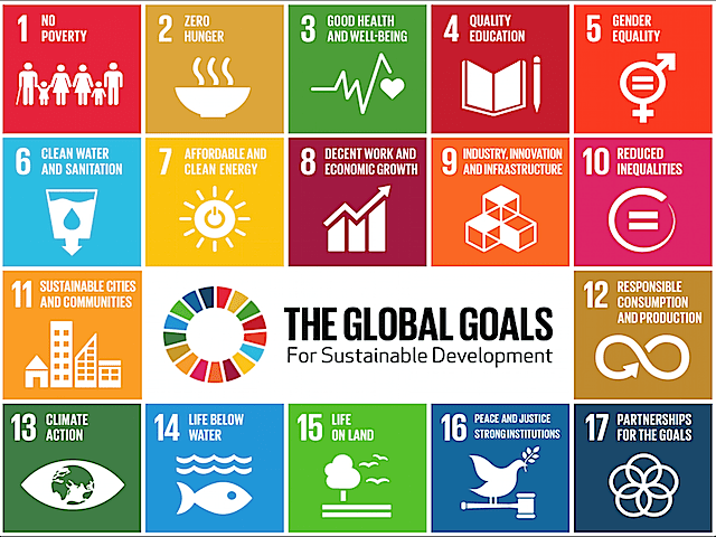 1 NO
POVERTY
2 ZERO
HUNGER
3 GOOD HEALTH
AND WELL-BEING
4 QUALITY
EDUCATION
5 GENDER
EQUALITY
6 CLEAN WATER
AND SANITATION
7 AFFORDABLE AND
CLEAN ENERGY
8 DECENT WORK AND
ECONOMIC GROWTH
9 INDUSTRY, INNOVATION
AND INFRASTRUCTURE
10 REDUCED
INEQUALITIES
11 SUSTAINABLE CITIES
AND COMMUNITIES
THE GLOBAL GOALS
For Sustainable Development
12 RESPONSIBLE
CONSUMPTION
AND PRODUCTION
13 CLIMATE
ACTION
14 LIFE BELOW
WATER
15 LIFE
ON LAND
16 PEACE AND JUSTICE
STRONG INSTITUTIONS
17 PARTNERSHIPS
FOR THE GOALS